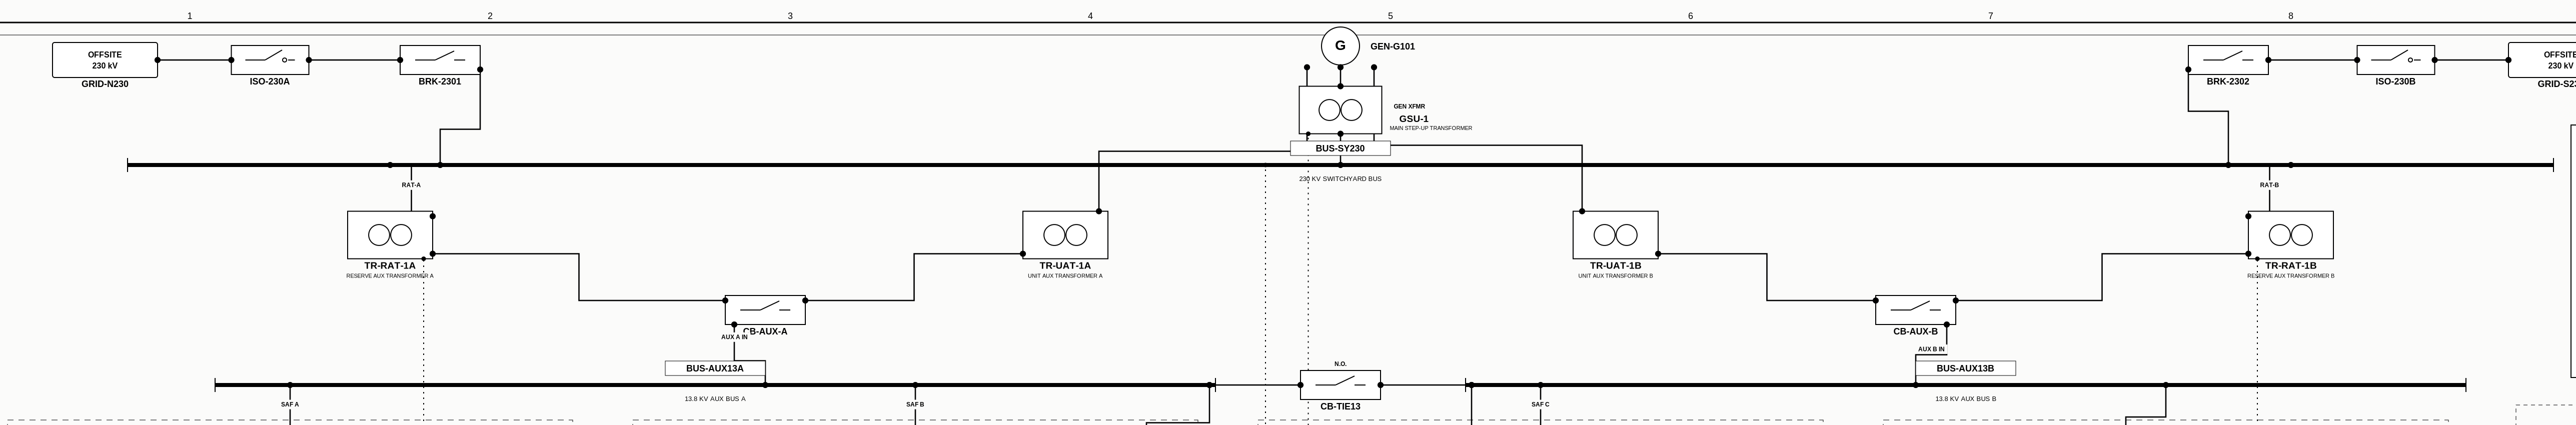 1 2 3 4 5 6 7 8
OFFSITE
230 kV
GRID-N230
ISO-230A
BRK-2301
G
GEN-G101
GEN XFMR
GSU-1
MAIN STEP-UP TRANSFORMER
BRK-2302
ISO-230B
OFFSITE
230 kV
BUS-SY230
230 KV SWITCHYARD BUS
RAT-A
RAT-B
TR-RAT-1A
RESERVE AUX TRANSFORMER A
TR-UAT-1A
UNIT AUX TRANSFORMER A
TR-UAT-1B
UNIT AUX TRANSFORMER B
TR-RAT-1B
RESERVE AUX TRANSFORMER B
CB-AUX-A
AUX A IN
CB-AUX-B
AUX B IN
BUS-AUX13A
13.8 KV AUX BUS A
N.O.
CB-TIE13
BUS-AUX13B
13.8 KV AUX BUS B
SAF A
SAF B
SAF C